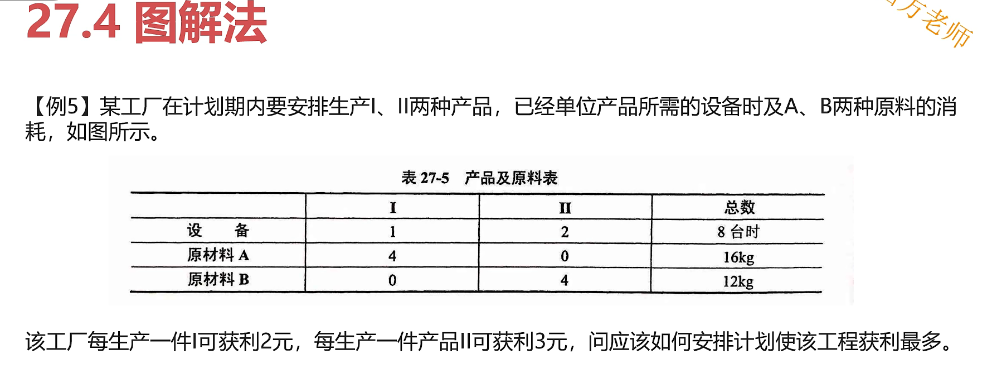 27.4 图解法
万老师
【例5】某工厂在计划期内要安排生产I、II两种产品，已经单位产品所需的设备时及A、B两种原料的消
耗，如图所示。
表 27-5 产品及原料表
I II 总数
设 备 1 2 8 台时
原材料 A 4 0 16kg
原材料 B 0 4 12kg
该工厂每生产一件I可获利2元，每生产一件产品II可获利3元，问应该如何安排计划使该工程获利最多。